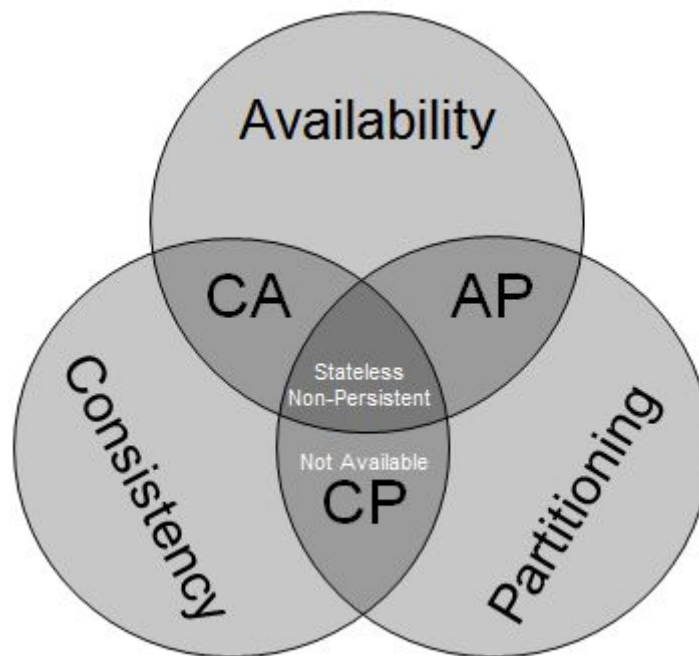 Availability
CA
AP
Stateless
Non-Persistent
Consistency
Partitioning
Not Available
CP